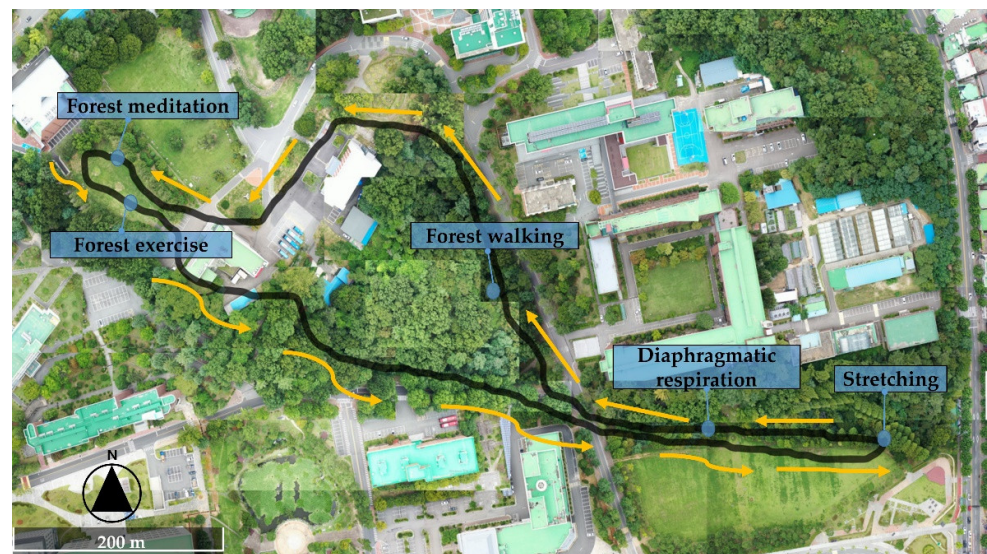 Forest meditation
Forest exercise
Forest walking
Diaphragmatic
respiration
Stretching
N
200 m